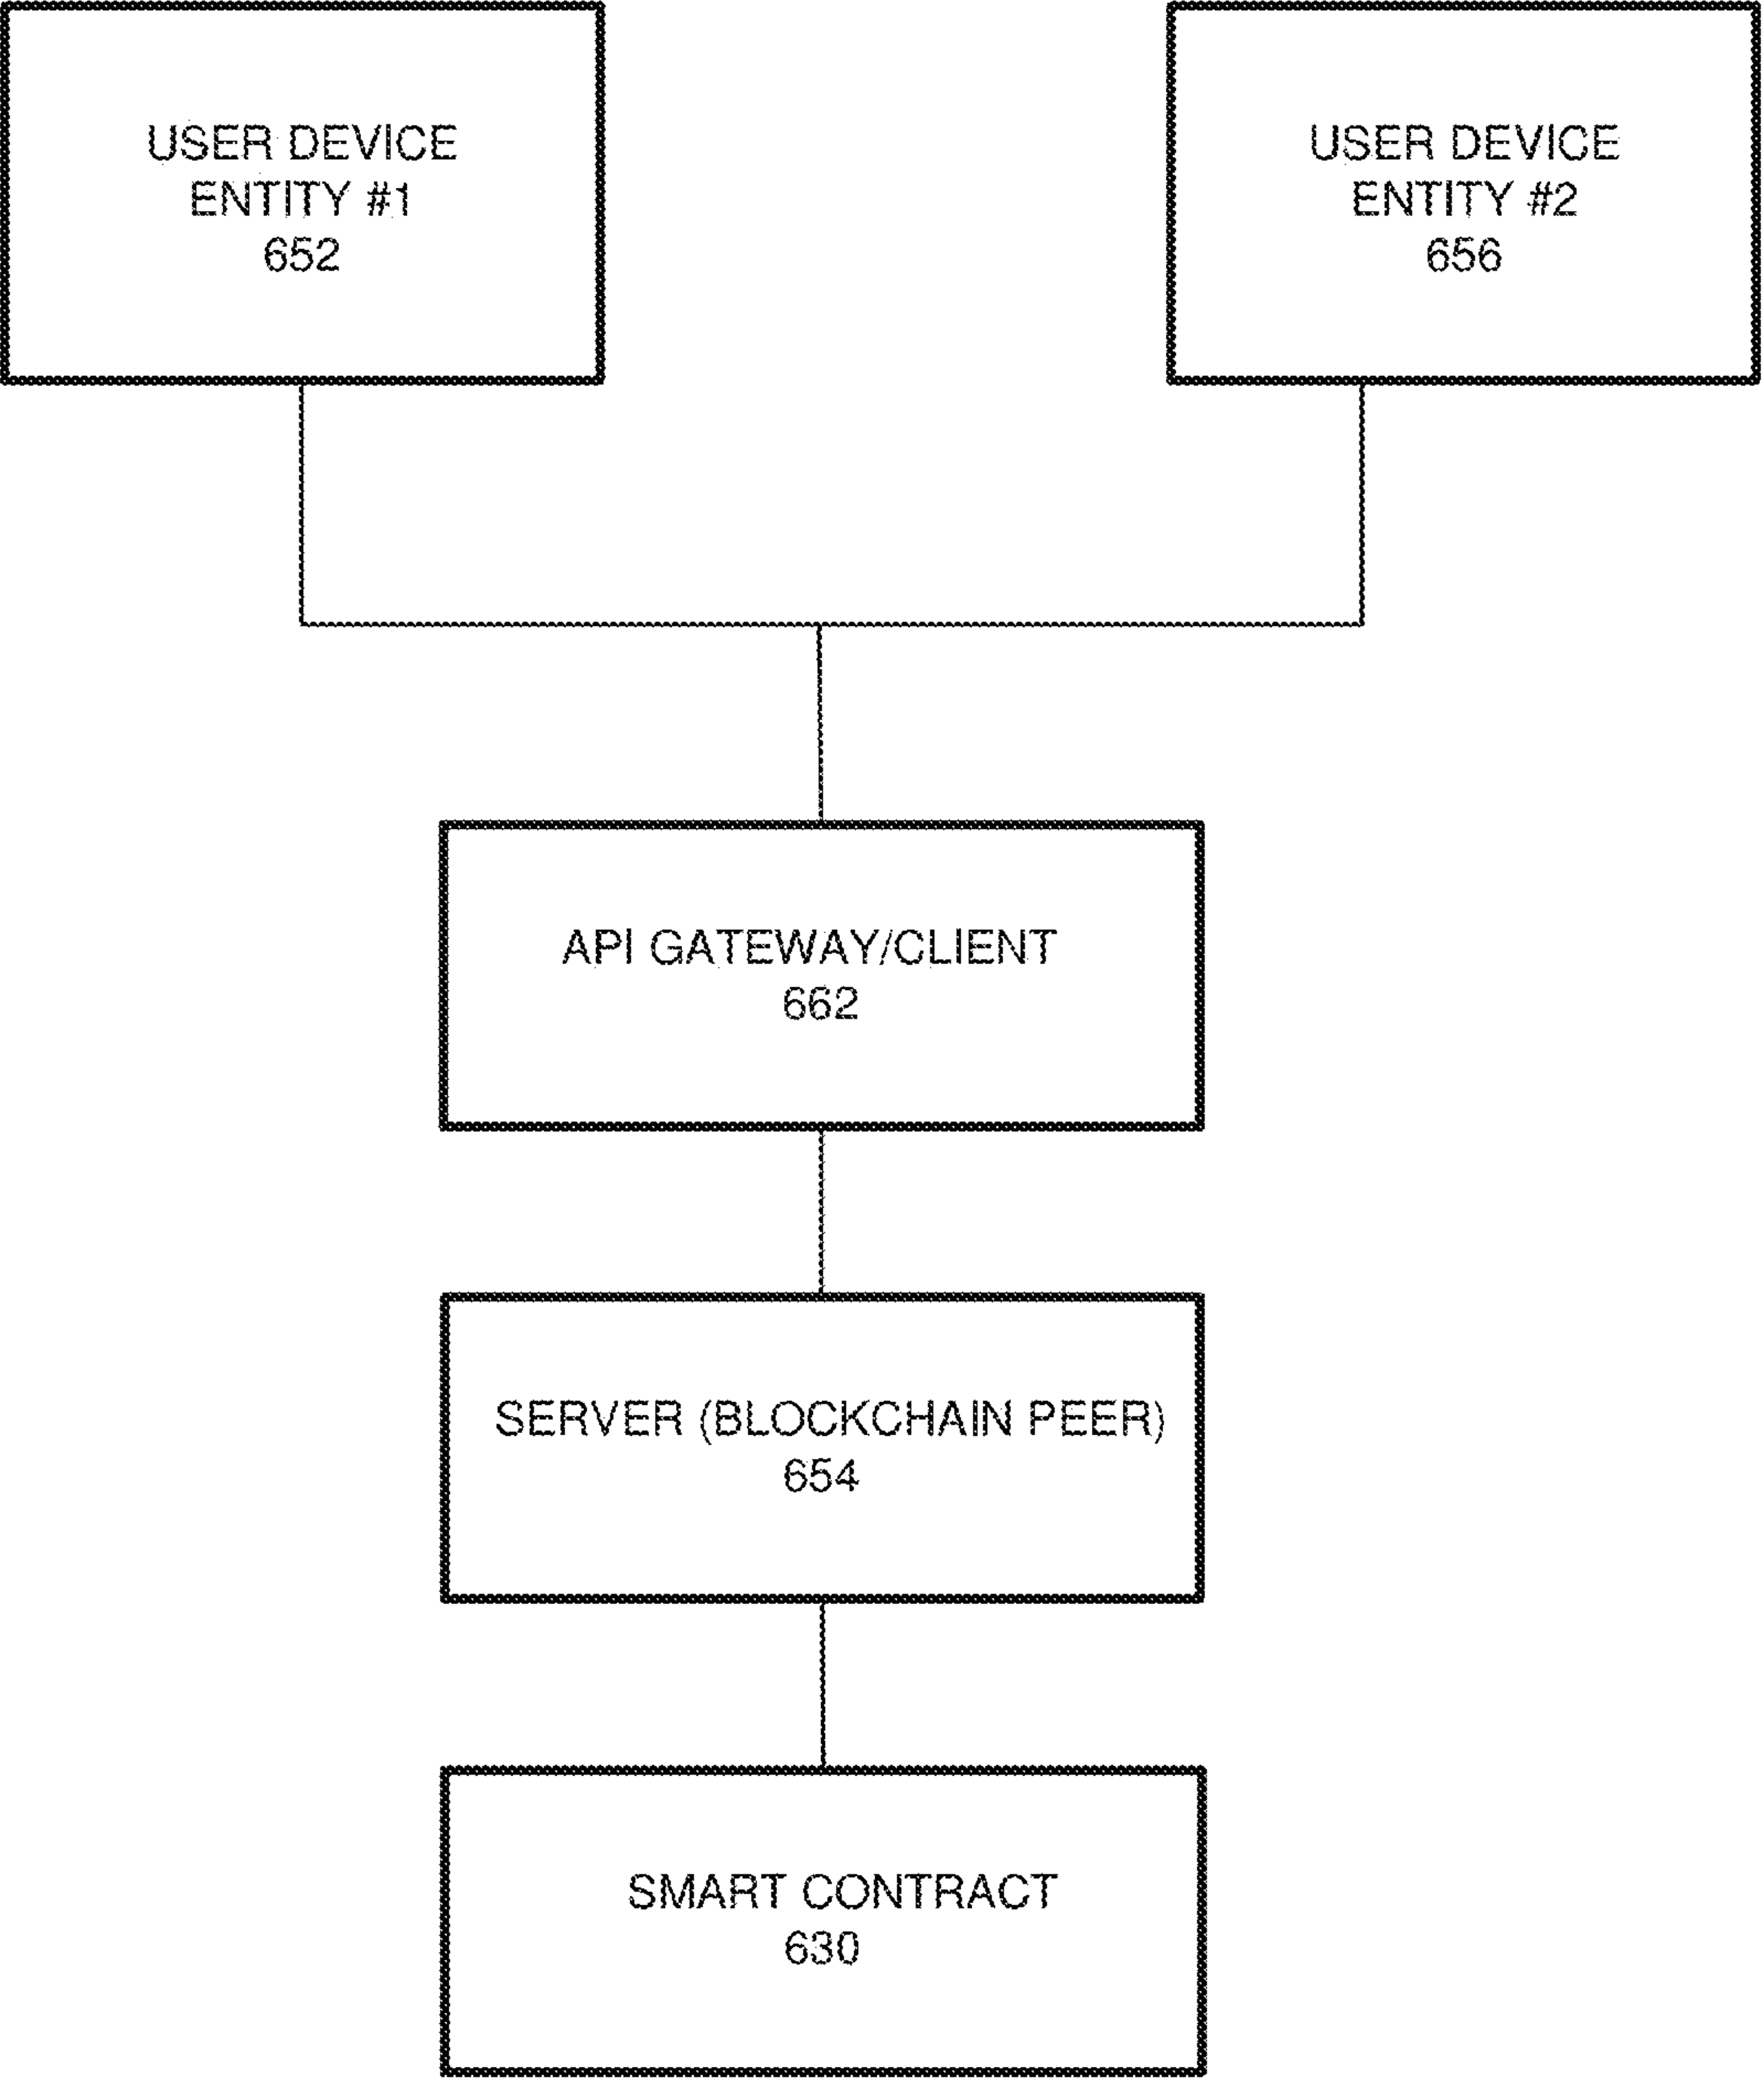 USER DEVICE
ENTITY #1
652
USER DEVICE
ENTITY #2
656
API GATEWAY/CLIENT
662
SERVER (BLOCKCHAIN PEER)
654
SMART CONTRACT
630